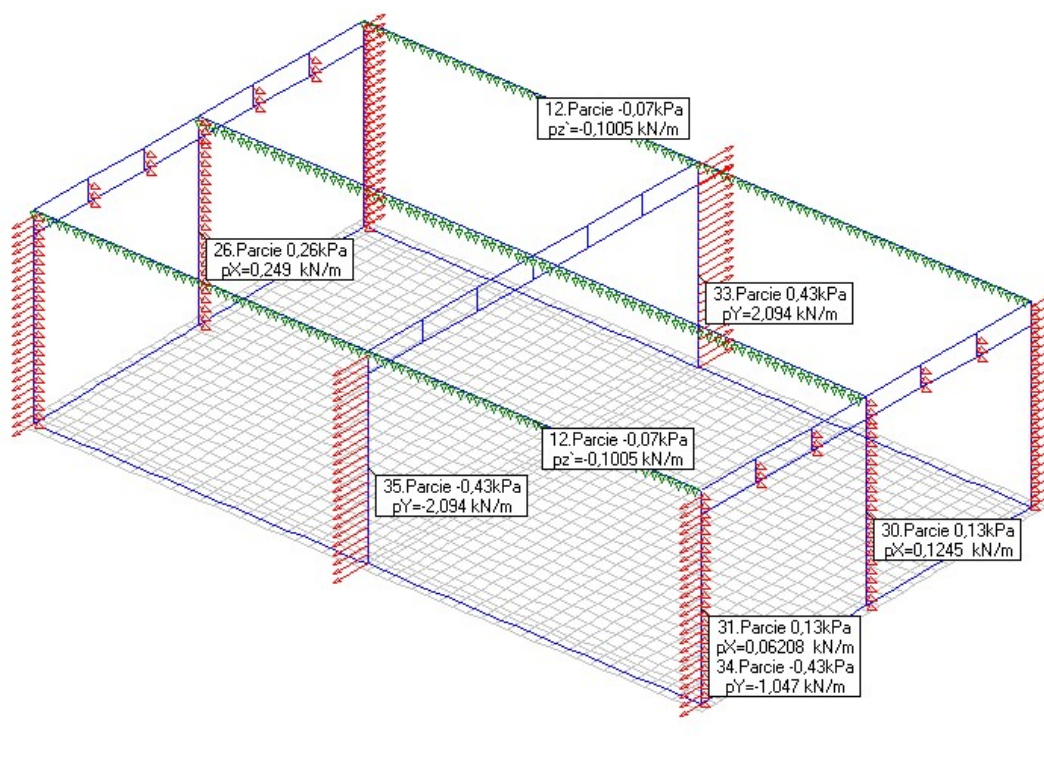 12.Parcie -0,07kPa
pz`=-0,1005 kN/m
26.Parcie 0,26kPa
pX=0,249 kN/m
33.Parcie 0,43kPa
pY=2,094 kN/m
12.Parcie -0,07kPa
pz`=-0,1005 kN/m
35.Parcie -0,43kPa
pY=-2,094 kN/m
30.Parcie 0,13kPa
pX=0,1245 kN/m
31.Parcie 0,13kPa
pX=0,06208 kN/m
34.Parcie -0,43kPa
pY=-1,047 kN/m